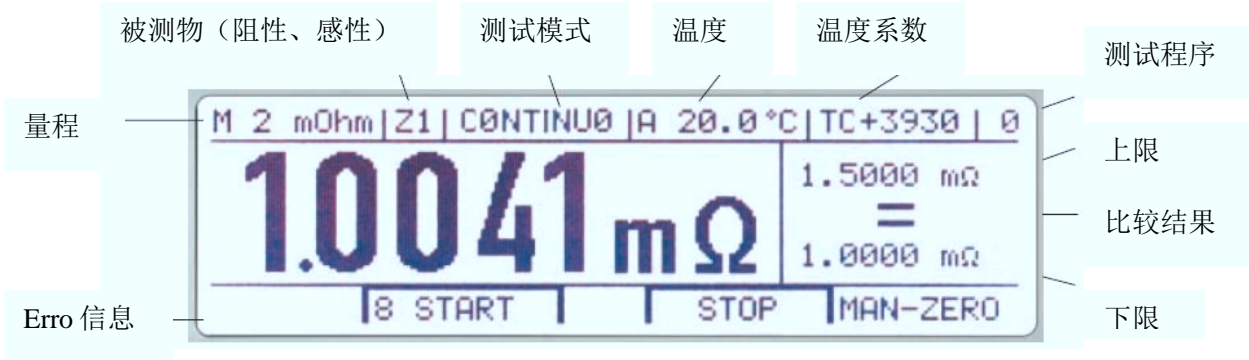 被测物（阻性、感性）
测试模式
温度
温度系数
测试程序
量程
M 2 mOhm|Z1|CONTINUO|A 20.0°C|TC+3930| 0
上限
1.0041 mΩ
1.5000 mΩ
=
比较结果
1.0000 mΩ
Erro 信息
8 START
STOP
MAN-ZERO
下限